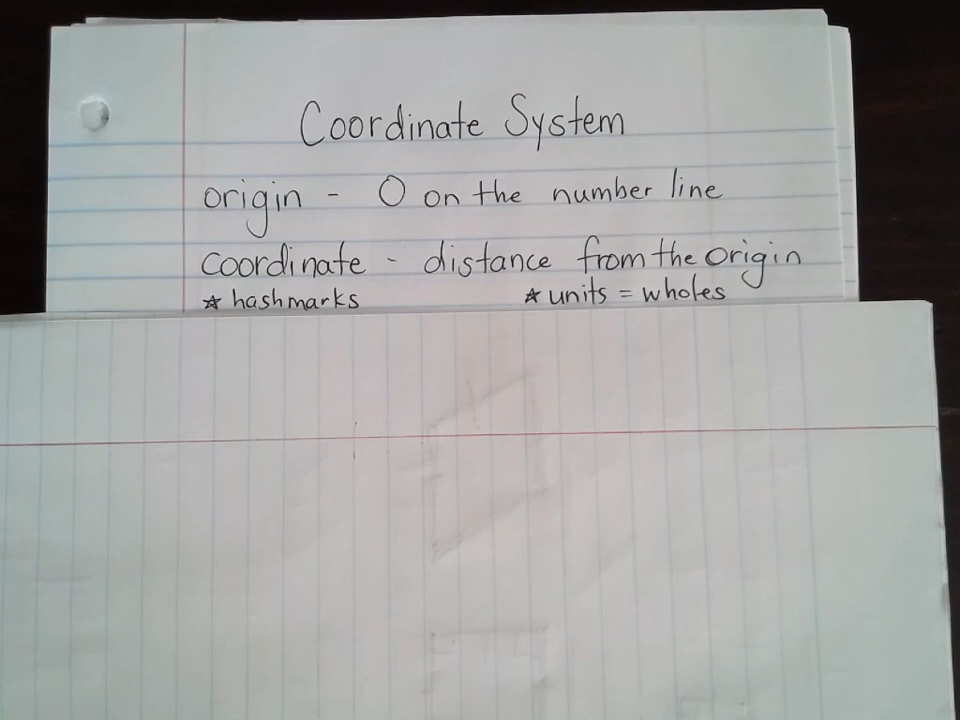 Coordinate System
origin - 0 on the number line
coordinate - distance from the origin
☆ hashmarks ☆ units = wholes